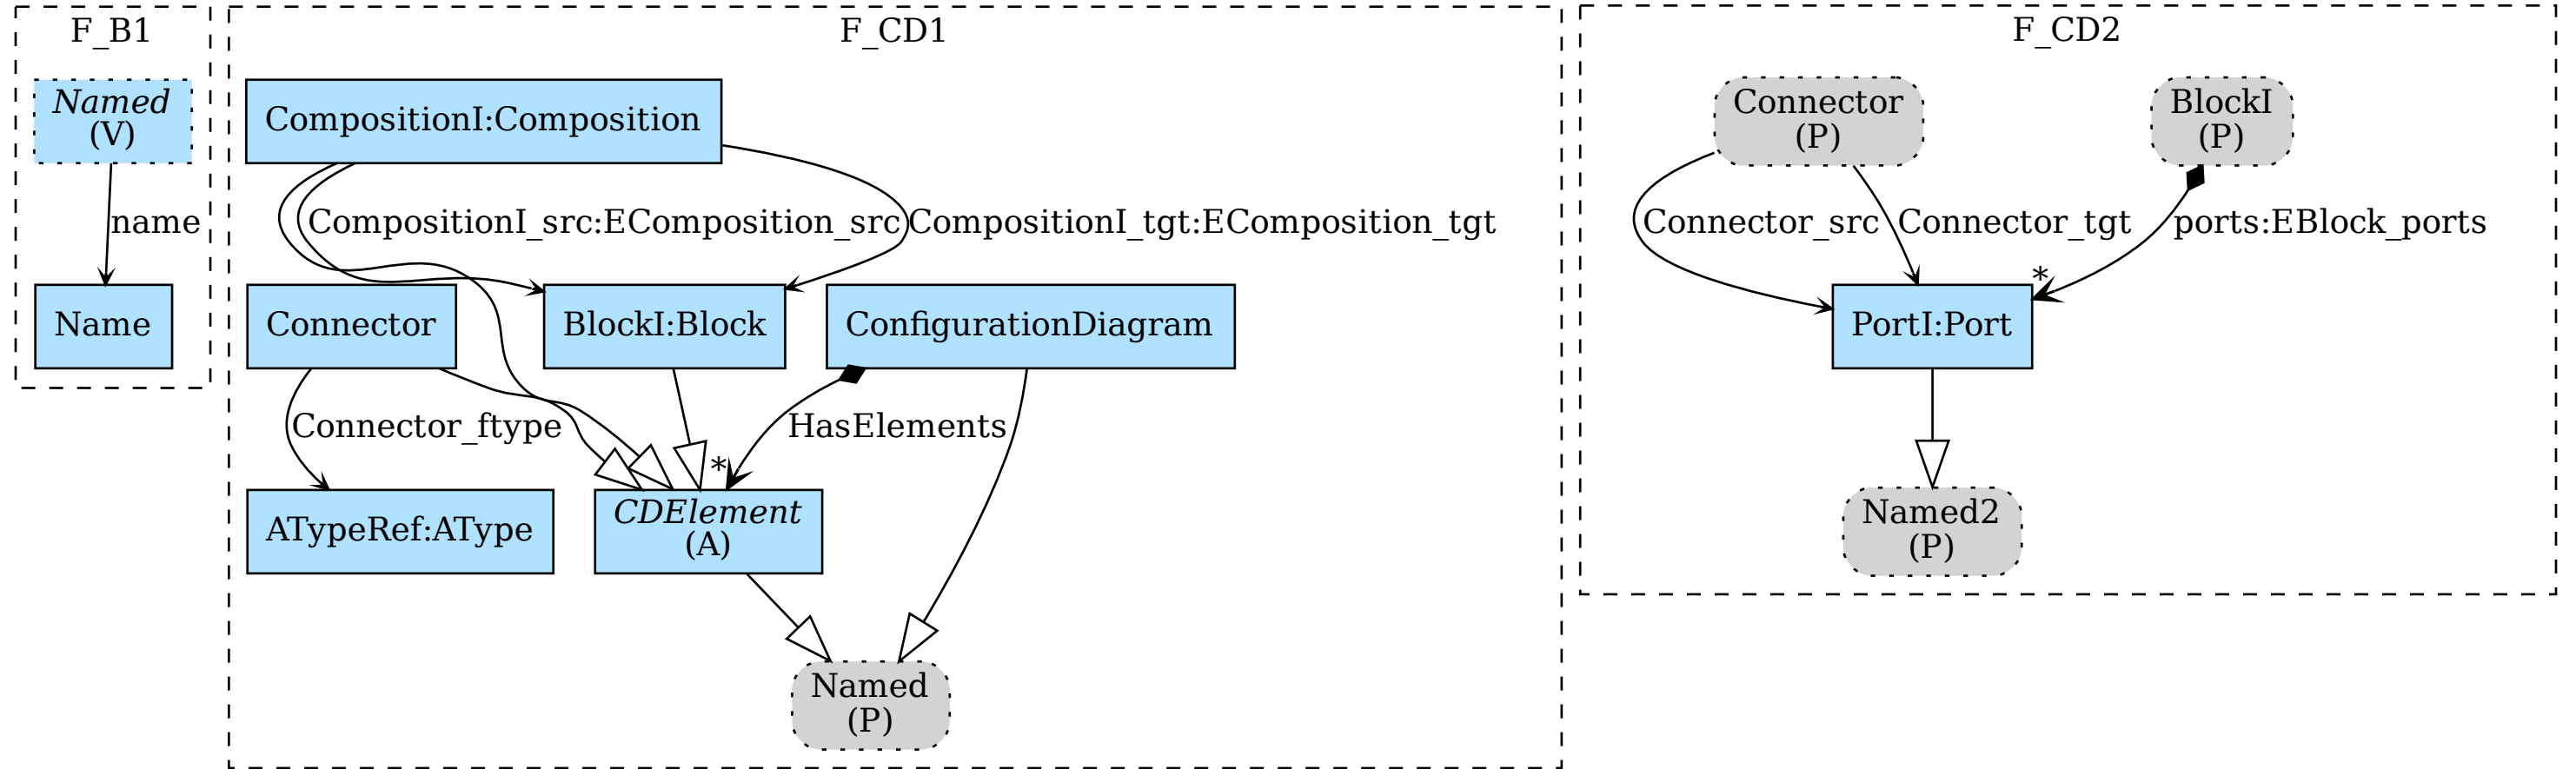 F_B1
Named
(V)
name
Name
F_CD1
CompositionI:Composition
CompositionI_src:EComposition_src
CompositionI_tgt:EComposition_tgt
Connector
BlockI:Block
ConfigurationDiagram
Connector_ftype
HasElements
*
ATypeRef:AType
CDElement
(A)
Named
(P)
F_CD2
Connector
(P)
BlockI
(P)
Connector_src
Connector_tgt
ports:EBlock_ports
*
PortI:Port
Named2
(P)